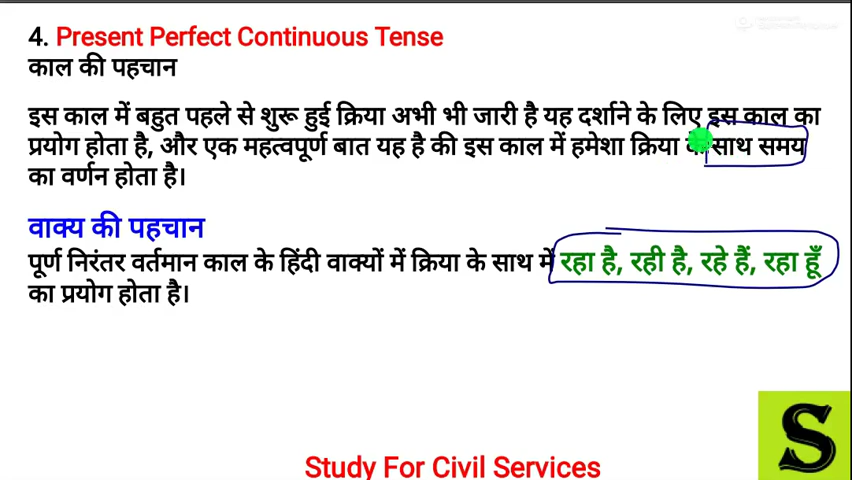 4. Present Perfect Continuous Tense
काल की पहचान
इस काल में बहुत पहले से शुरू हुई क्रिया अभी भी जारी है यह दर्शाने के लिए इस काल का
प्रयोग होता है, और एक महत्वपूर्ण बात यह है की इस काल में हमेशा क्रिया के साथ समय
का वर्णन होता है।
वाक्य की पहचान
पूर्ण निरंतर वर्तमान काल के हिंदी वाक्यों में क्रिया के साथ में रहा है, रही है, रहे हैं, रहा हूँ
का प्रयोग होता है।
S
Study For Civil Services